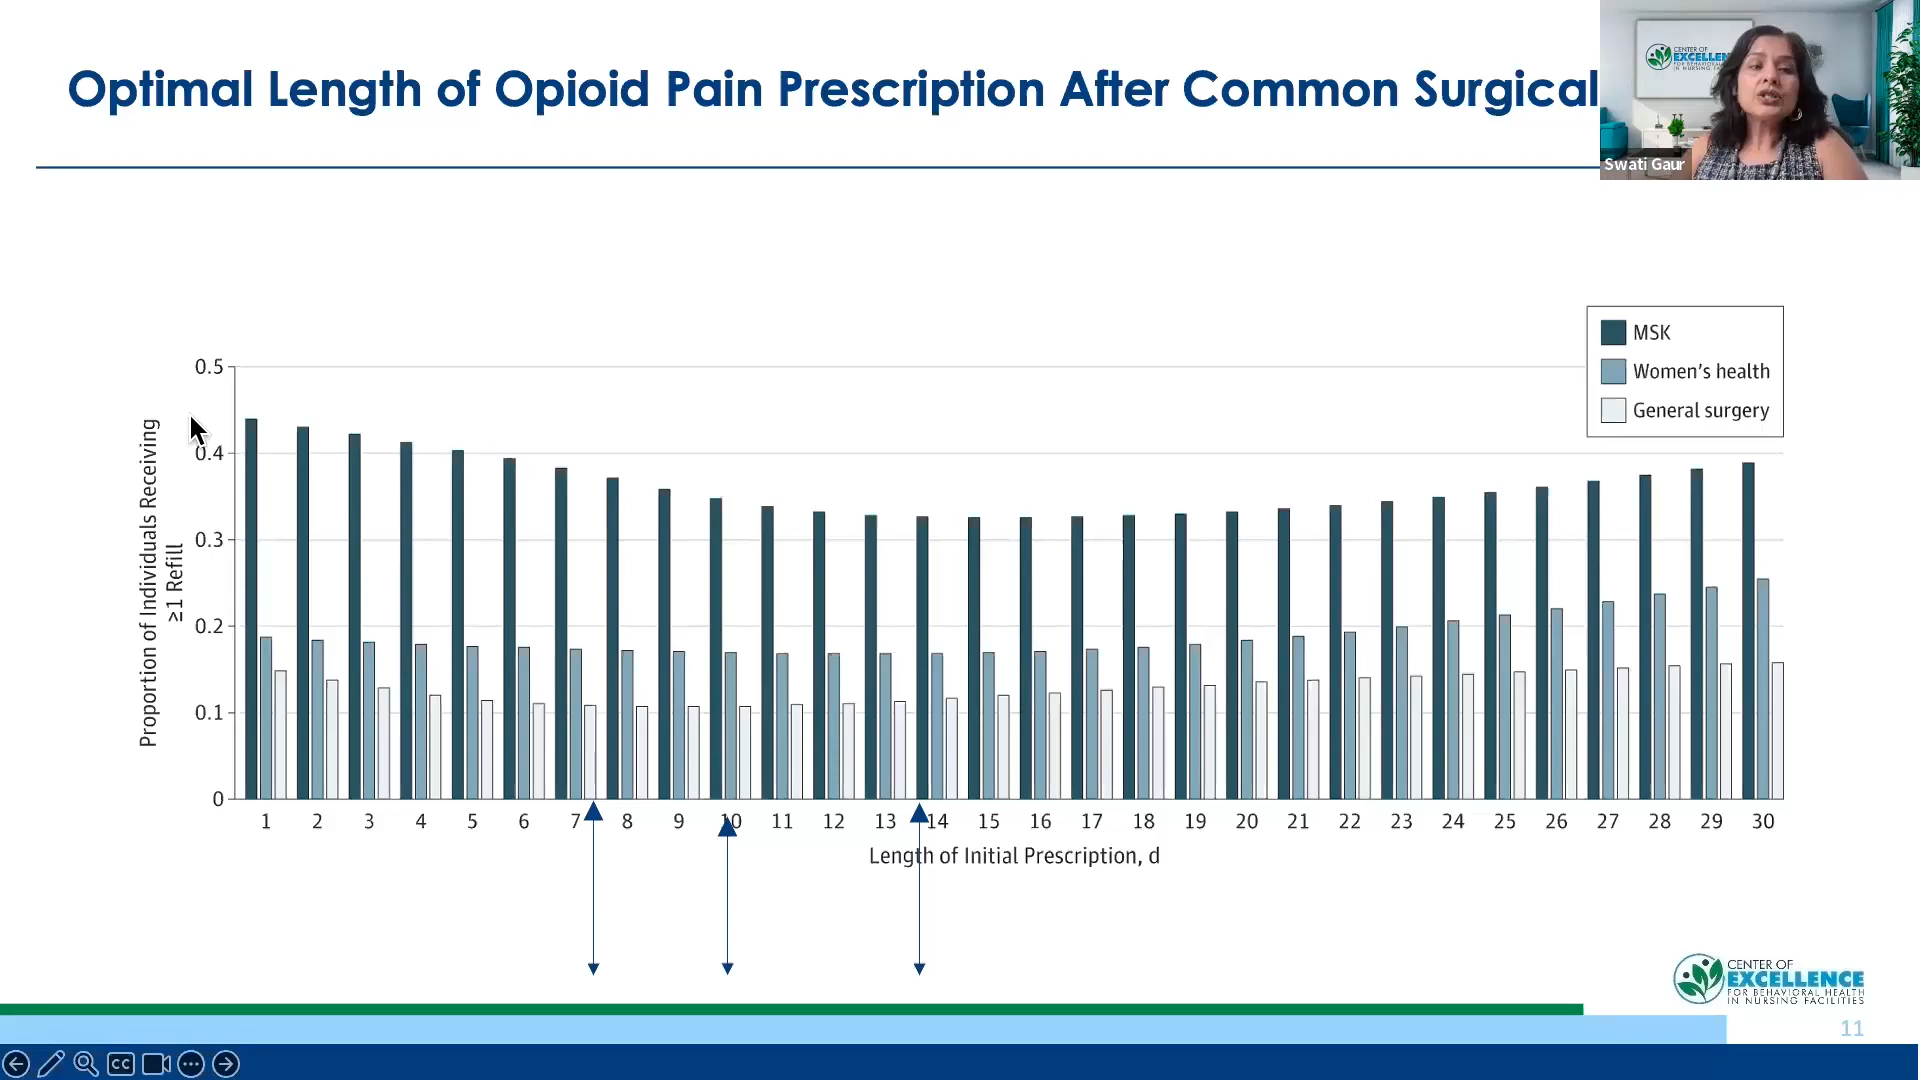 Optimal Length of Opioid Pain Prescription After Common Surgical
CENTER OF
EXCELLEN
Swati Gaur
MSK
Women's health
General surgery
Proportion of Individuals Receiving
≥1 Refill
0.5
0.4
0.3
0.2
0.1
0
1 2 3 4 5 6 7 8 9 10 11 12 13 14 15 16 17 18 19 20 21 22 23 24 25 26 27 28 29 30
Length of Initial Prescription, d
CENTER OF
EXCELLENCE
FOR BEHAVIORAL HEALTH
IN NURSING FACILITIES
11
CC